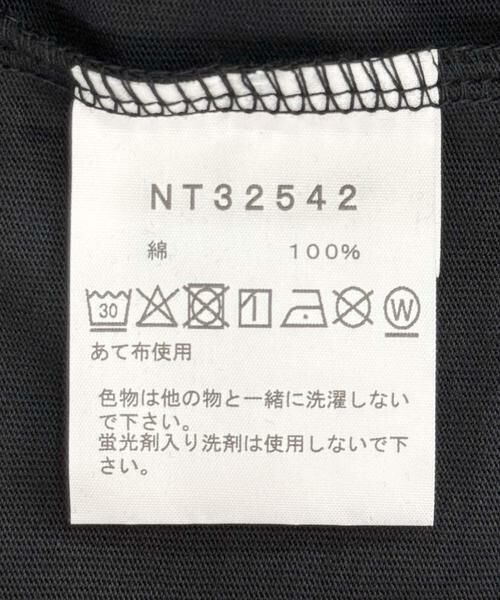 NT32542
綿 100%
30 W
あて布使用
色物は他の物と一緒に洗濯しない
で下さい。
蛍光剤入り洗剤は使用しないで下
さい。